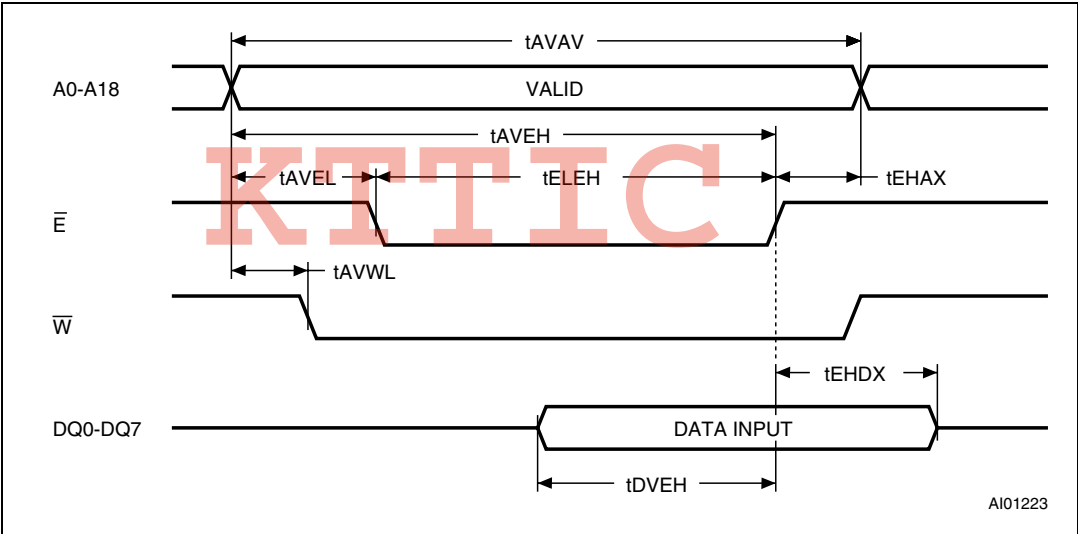 tAVAV
A0-A18
VALID
tAVEH
KTTIC
tAVEL
tELEH
tEHAX
E̅
tAVWL
W̅
tEHDX
DQ0-DQ7
DATA INPUT
tDVEH
AI01223